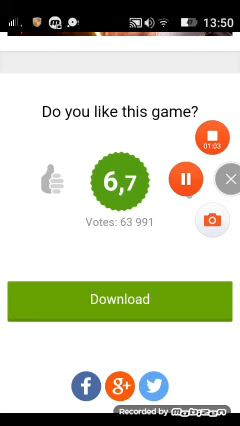 13:50
Do you like this game?
01:03
6,7
Votes: 63 991
Download
f g+
Recorded by mobizen